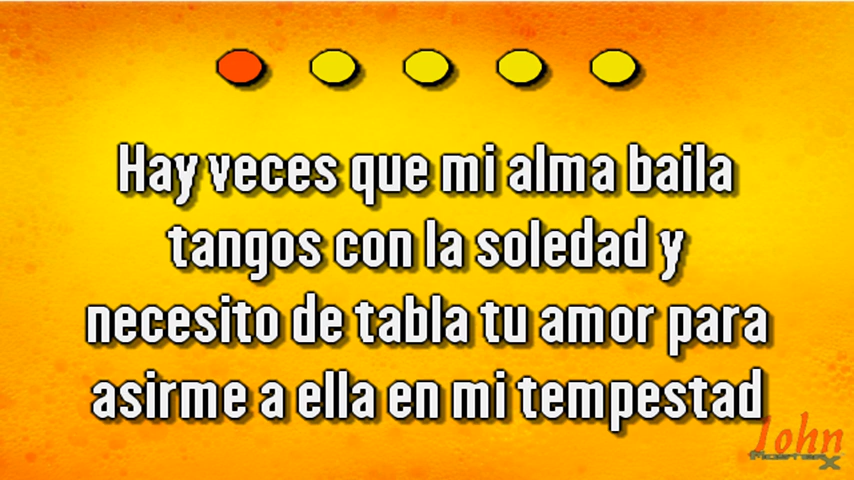 Hay veces que mi alma baila
tangos con la soledad y
necesito de tabla tu amor para
asirme a ella en mi tempestad
John